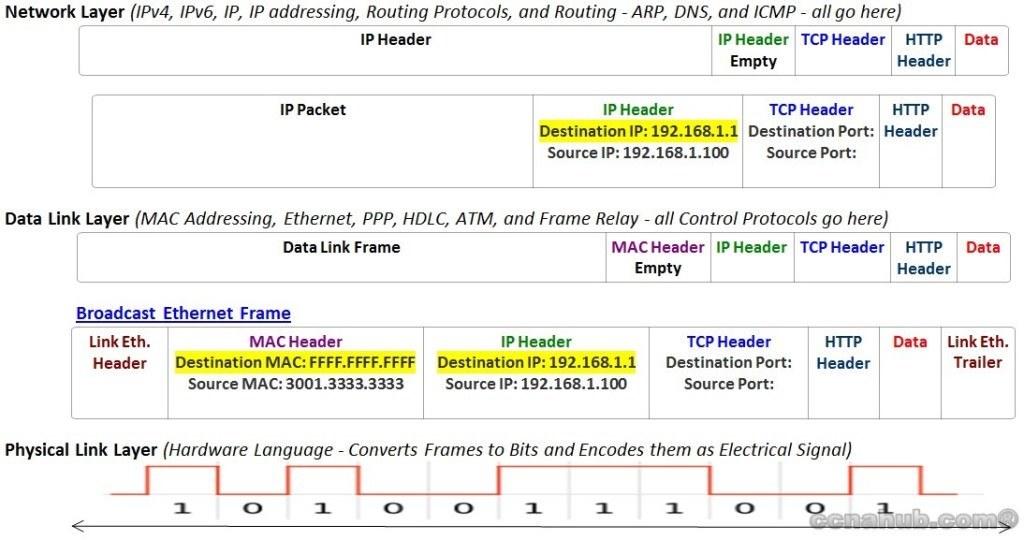 Network Layer (IPv4, IPv6, IP, IP addressing, Routing Protocols, and Routing - ARP, DNS, and ICMP - all go here)
IP Header
IP Header
Empty
TCP Header
HTTP
Header
Data
IP Packet
IP Header
Destination IP: 192.168.1.1
Source IP: 192.168.1.100
TCP Header
Destination Port:
Source Port:
HTTP
Header
Data
Data Link Layer (MAC Addressing, Ethernet, PPP, HDLC, ATM, and Frame Relay - all Control Protocols go here)
Data Link Frame
MAC Header
Empty
IP Header
TCP Header
HTTP
Header
Data
Broadcast Ethernet Frame
Link Eth.
Header
MAC Header
Destination MAC: FFFF.FFFF.FFFF
Source MAC: 3001.3333.3333
IP Header
Destination IP: 192.168.1.1
Source IP: 192.168.1.100
TCP Header
Destination Port:
Source Port:
HTTP
Header
Data
Link Eth.
Trailer
Physical Link Layer (Hardware Language - Converts Frames to Bits and Encodes them as Electrical Signal)
1 0 1 0 0 1 1 1 0 0 1
ccnahub.com®